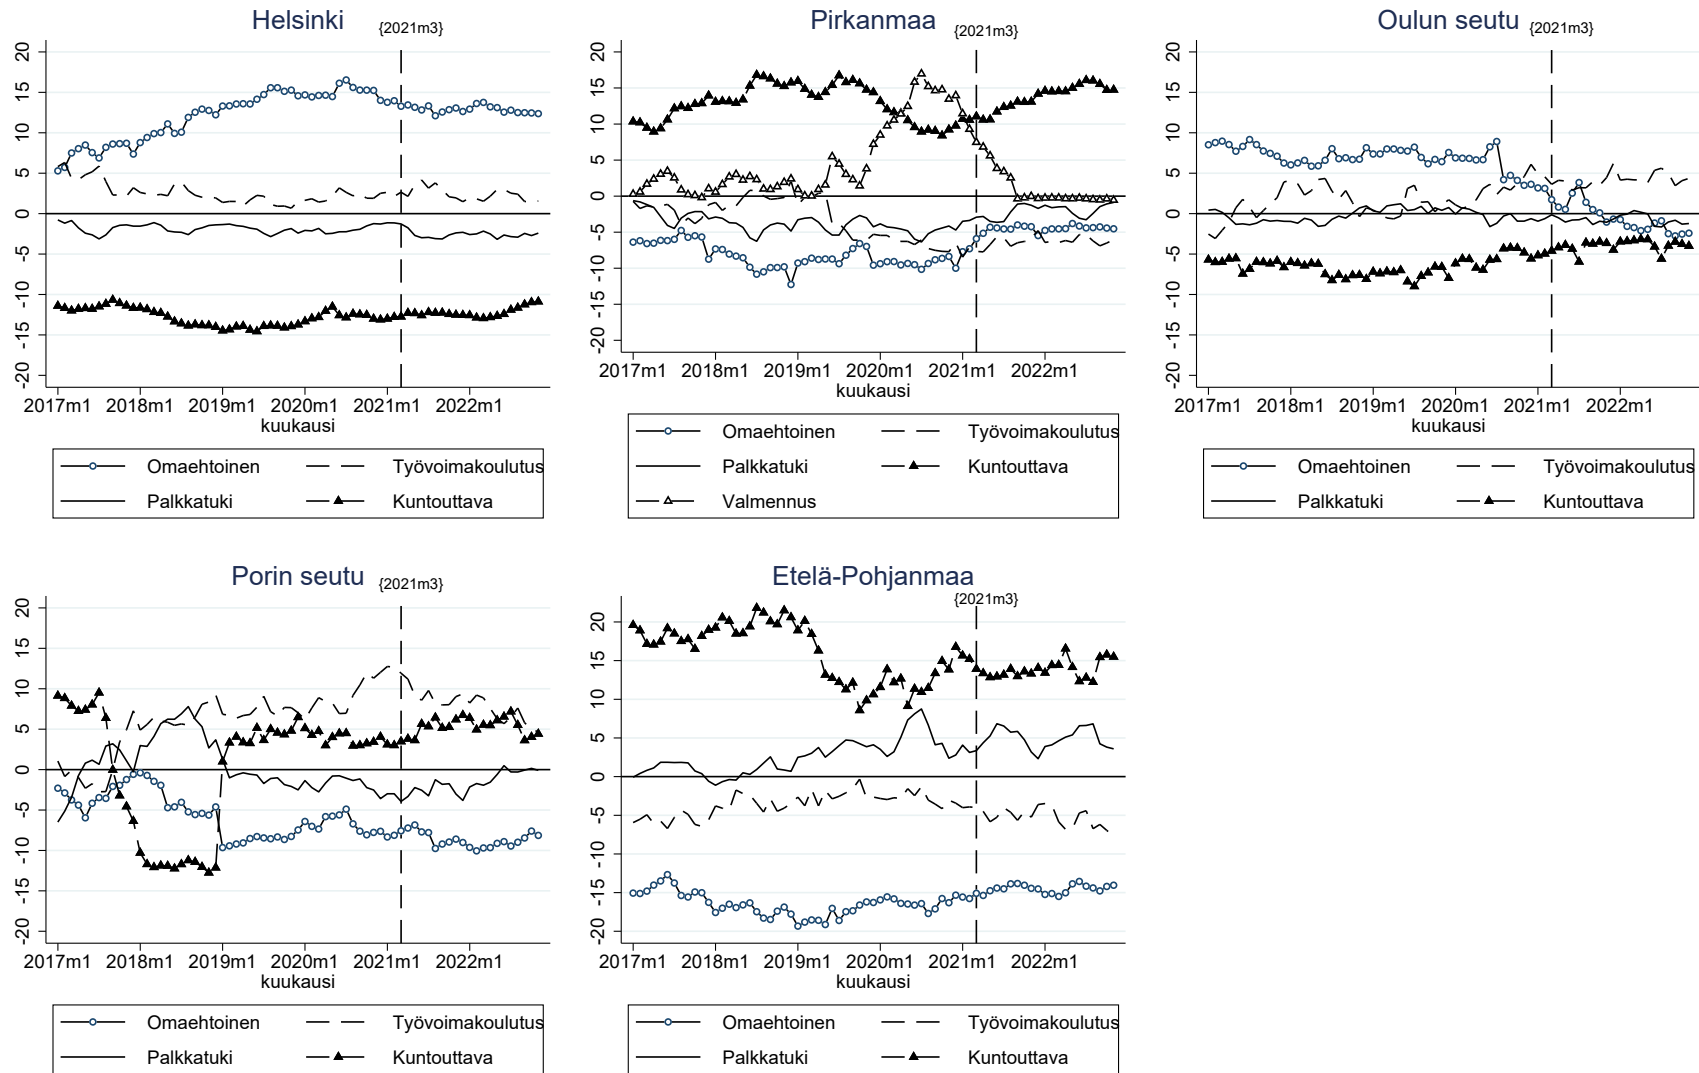 Helsinki
{2021m3}
20
15
10
5
0
-5
-10
-15
-20
2017m1 2018m1 2019m1 2020m1 2021m1 2022m1
kuukausi
Omaehtoinen Työvoimakoulutus
Palkkatuki Kuntouttava
Pirkanmaa
{2021m3}
20
15
10
5
0
-5
-10
-15
-20
2017m1 2018m1 2019m1 2020m1 2021m1 2022m1
kuukausi
Omaehtoinen Työvoimakoulutus
Palkkatuki Kuntouttava
Valmennus
Oulun seutu
{2021m3}
20
15
10
5
0
-5
-10
-15
-20
2017m1 2018m1 2019m1 2020m1 2021m1 2022m1
kuukausi
Omaehtoinen Työvoimakoulutus
Palkkatuki Kuntouttava
Porin seutu
{2021m3}
20
15
10
5
0
-5
-10
-15
-20
2017m1 2018m1 2019m1 2020m1 2021m1 2022m1
kuukausi
Omaehtoinen Työvoimakoulutus
Palkkatuki Kuntouttava
Etelä-Pohjanmaa
{2021m3}
20
15
10
5
0
-5
-10
-15
-20
2017m1 2018m1 2019m1 2020m1 2021m1 2022m1
kuukausi
Omaehtoinen Työvoimakoulutus
Palkkatuki Kuntouttava